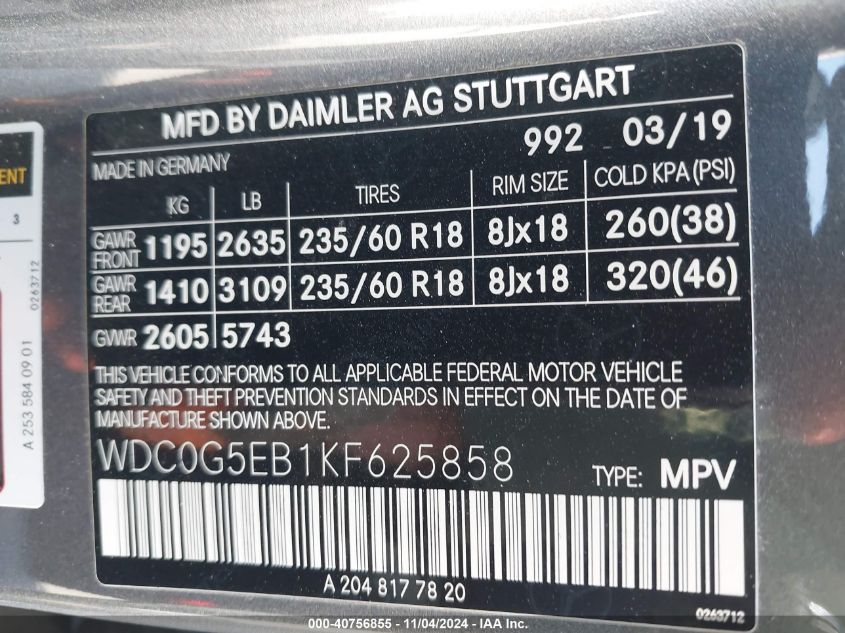 MFD BY DAIMLER AG STUTTGART
992 03/19
MADE IN GERMANY
KG LB TIRES RIM SIZE COLD KPA (PSI)
GAWR FRONT 1195 2635 235/60 R18 8Jx18 260(38)
GAWR REAR 1410 3109 235/60 R18 8Jx18 320(46)
GVWR 2605 5743
THIS VEHICLE CONFORMS TO ALL APPLICABLE FEDERAL MOTOR VEHICLE
SAFETY AND THEFT PREVENTION STANDARDS IN EFFECT ON THE DATE OF
MANUFACTURE SHOWN ABOVE.
WDC0G5EB1KF625858 TYPE: MPV
A 204 817 78 20
0263712
3
0263712
A 253 584 09 01
000-40756855 - 11/04/2024 - IAA Inc.